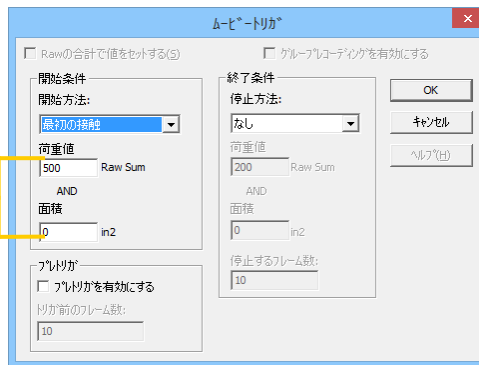 ムービートリガ
Rawの合計で値をセットする(S)
グループレコーディングを有効にする
開始条件
開始方法:
最初の接触
荷重値
500 Raw Sum
AND
面積
0 in2
プレトリガ
プレトリガを有効にする
トリガ前のフレーム数:
10
終了条件
停止方法:
なし
荷重値
200 Raw Sum
AND
面積
0 in2
停止するフレーム数:
10
OK
キャンセル
ヘルプ(H)